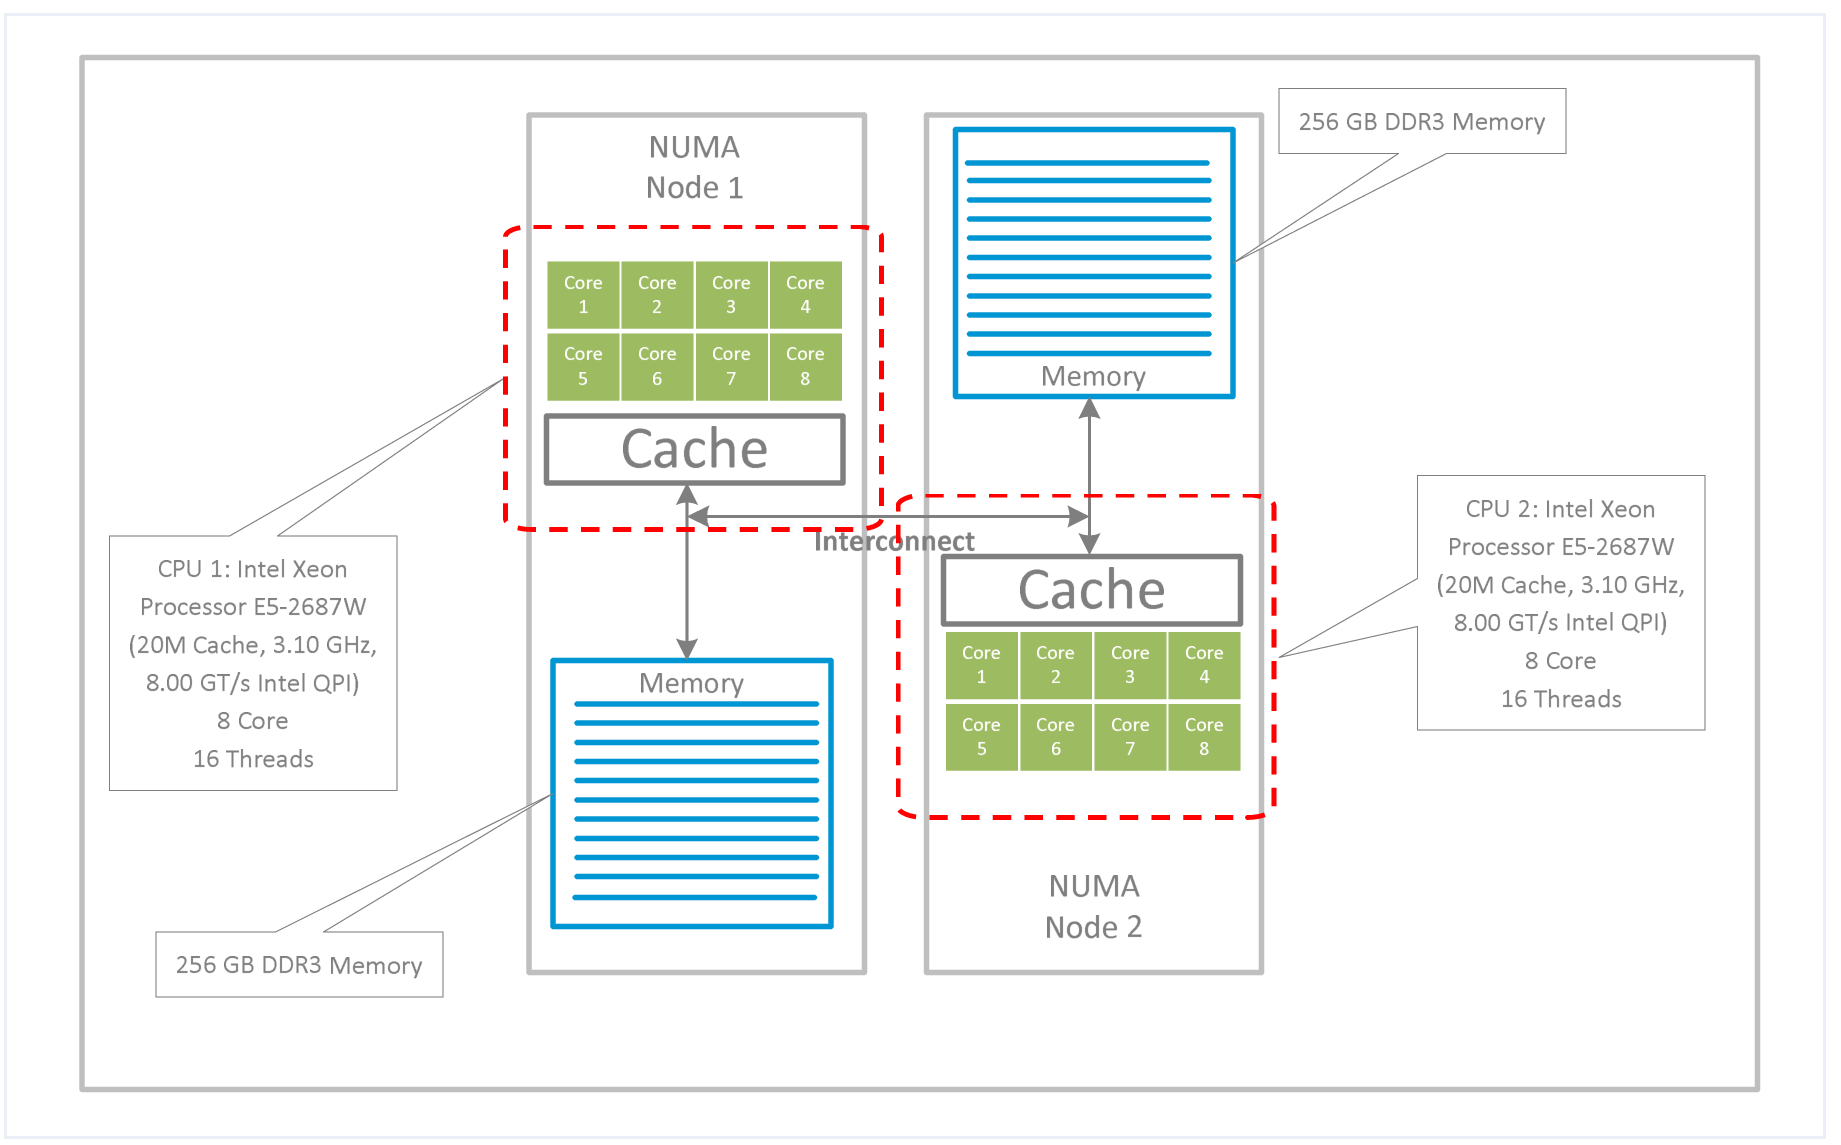 NUMA
Node 1
Core
1
Core
2
Core
3
Core
4
Core
5
Core
6
Core
7
Core
8
Cache
Memory
256 GB DDR3 Memory
CPU 1: Intel Xeon
Processor E5-2687W
(20M Cache, 3.10 GHz,
8.00 GT/s Intel QPI)
8 Core
16 Threads
Interconnect
256 GB DDR3 Memory
Memory
Cache
Core
1
Core
2
Core
3
Core
4
Core
5
Core
6
Core
7
Core
8
NUMA
Node 2
CPU 2: Intel Xeon
Processor E5-2687W
(20M Cache, 3.10 GHz,
8.00 GT/s Intel QPI)
8 Core
16 Threads